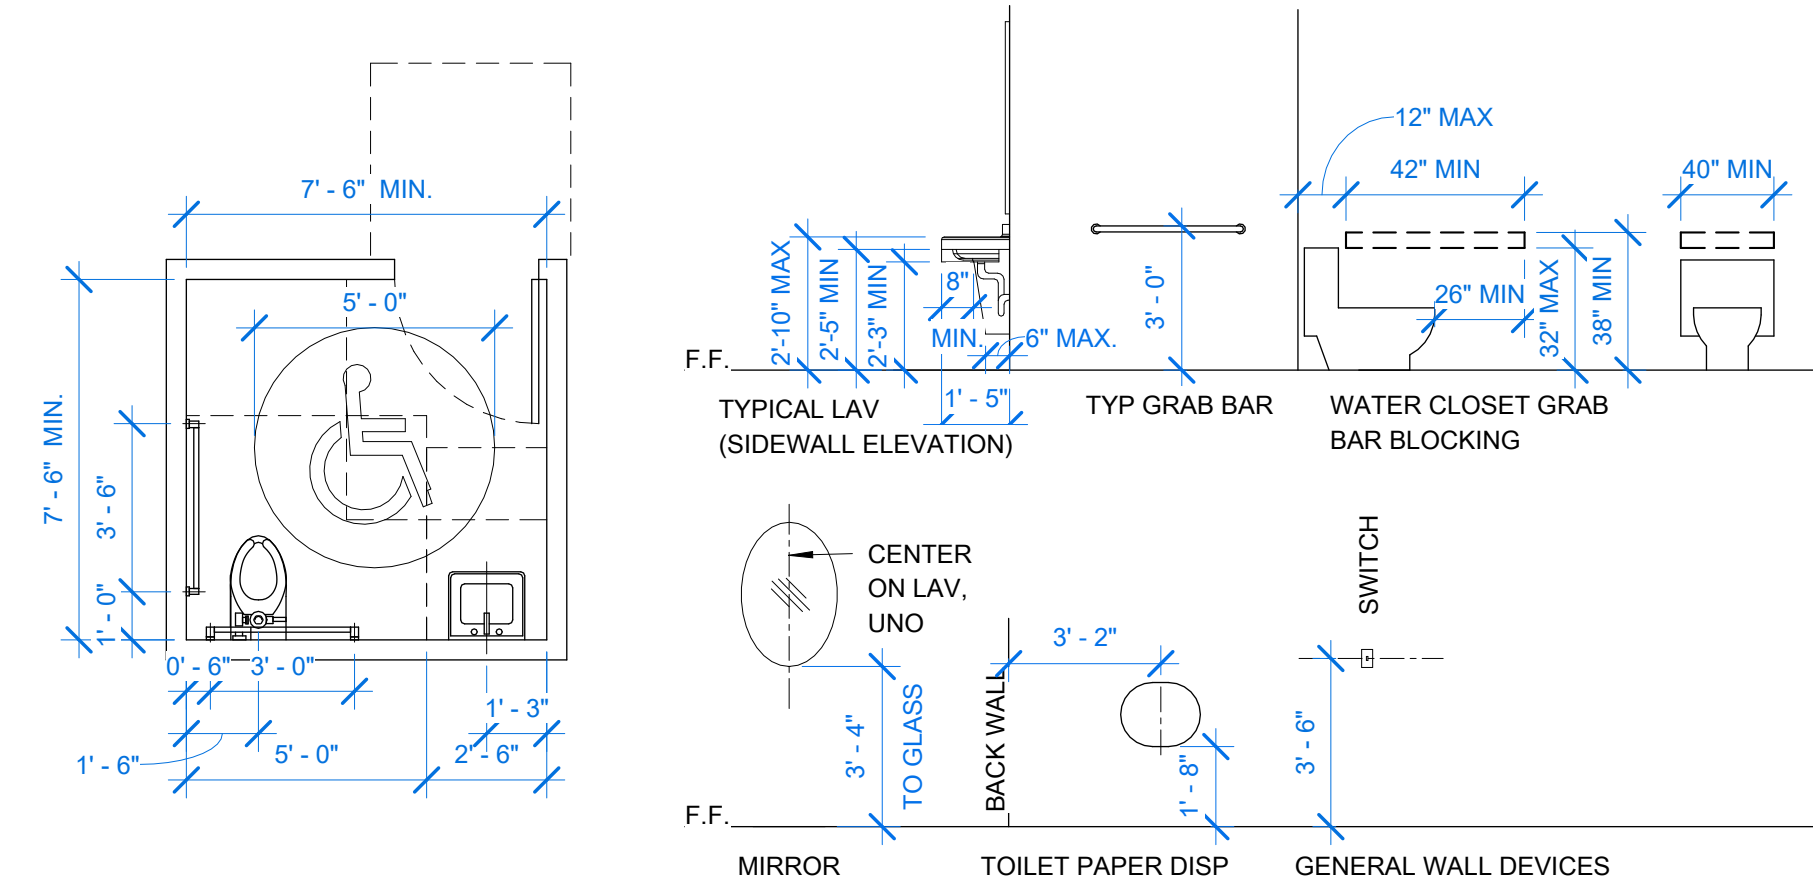 7' - 6"  MIN.
5' - 0"
7' - 6"  MIN.
3' - 6"
1' - 0"
0' - 6"
3' - 0"
1' - 3"
1' - 6"
5' - 0"
2' - 6"
2'-10" MAX
2'-5" MIN
2'-3" MIN
8"
MIN.
6" MAX.
1' - 5"
F.F.
TYPICAL LAV
(SIDEWALL ELEVATION)
3' - 0"
TYP GRAB BAR
12" MAX
42" MIN
40" MIN
26" MIN
32" MAX
38" MIN
WATER CLOSET GRAB
BAR BLOCKING
CENTER
ON LAV,
UNO
3' - 4"
TO GLASS
F.F.
MIRROR
BACK WALL
3' - 2"
1' - 8"
TOILET PAPER DISP
SWITCH
3' - 6"
GENERAL WALL DEVICES